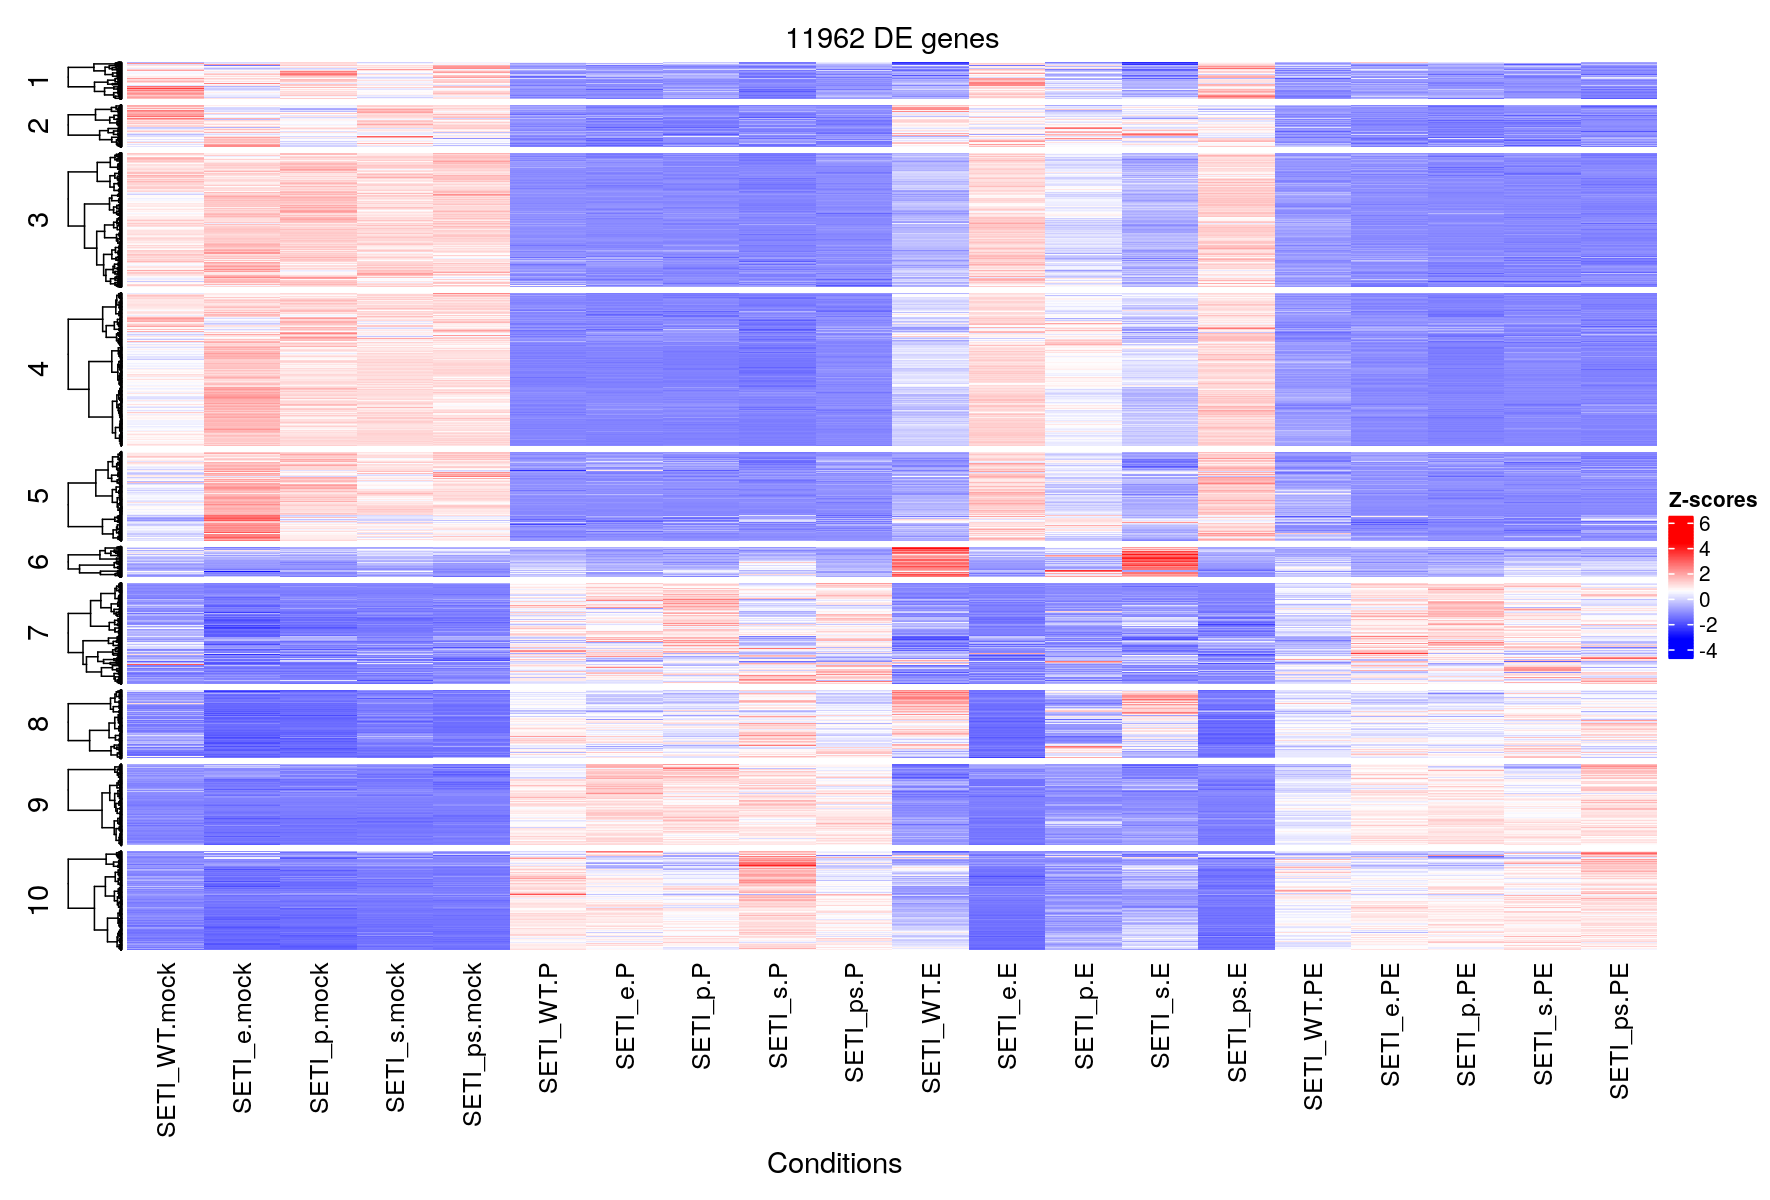 11962 DE genes
1
2
3
4
5
6
7
8
9
10
Z-scores
6
4
2
0
-2
-4
SETI_WT.mock
SETI_e.mock
SETI_p.mock
SETI_s.mock
SETI_ps.mock
SETI_WT.P
SETI_e.P
SETI_p.P
SETI_s.P
SETI_ps.P
SETI_WT.E
SETI_e.E
SETI_p.E
SETI_s.E
SETI_ps.E
SETI_WT.PE
SETI_e.PE
SETI_p.PE
SETI_s.PE
SETI_ps.PE
Conditions